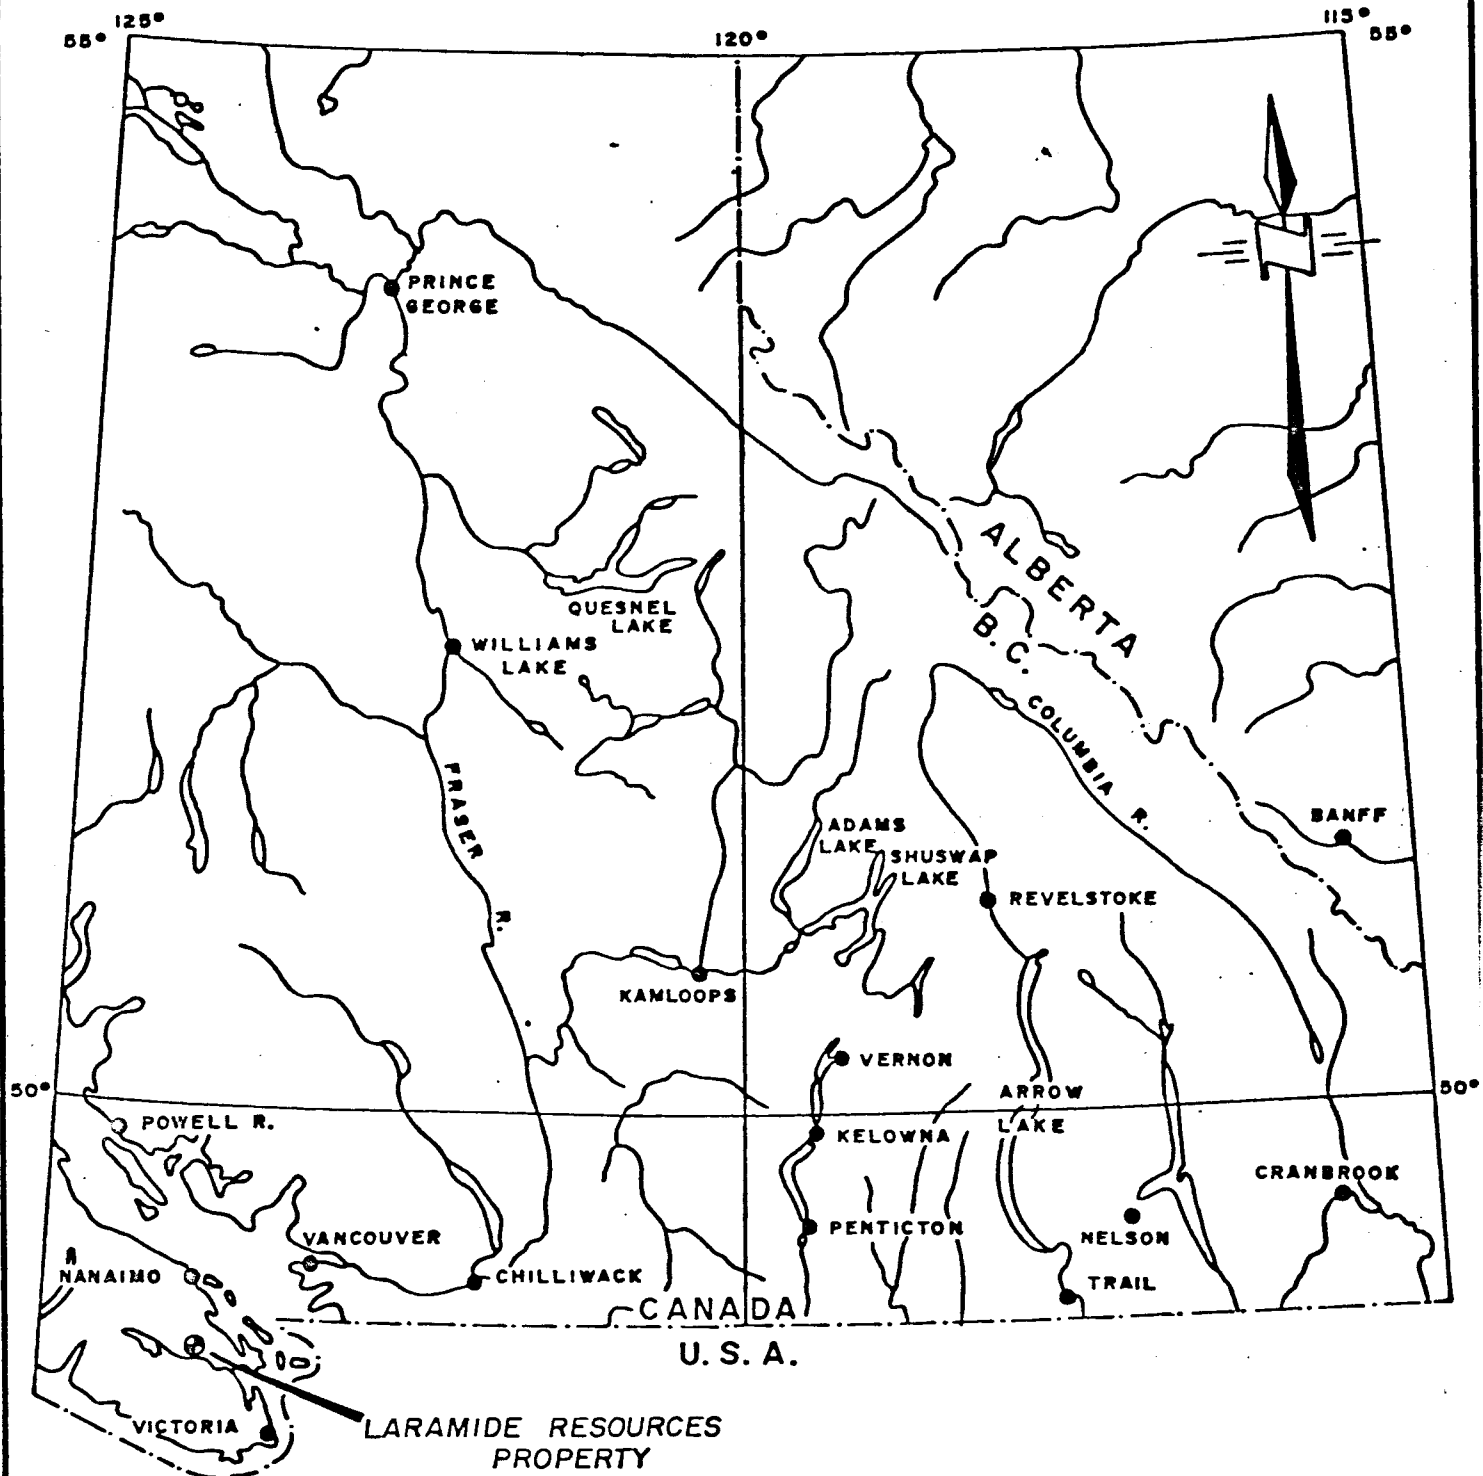 125°
55°
120°
115°
55°
PRINCE
GEORGE
ALBERTA
B.C.
QUESNEL
LAKE
WILLIAMS
LAKE
COLUMBIA R.
FRASER R.
BANFF
ADAMS
LAKE
SHUSWAP
LAKE
REVELSTOKE
KAMLOOPS
VERNON
50°
50°
ARROW
LAKE
POWELL R.
KELOWNA
CRANBROOK
PENTICTON
NELSON
VANCOUVER
NANAIMO
CHILLIWACK
TRAIL
CANADA
U.S.A.
VICTORIA
LARAMIDE RESOURCES
PROPERTY